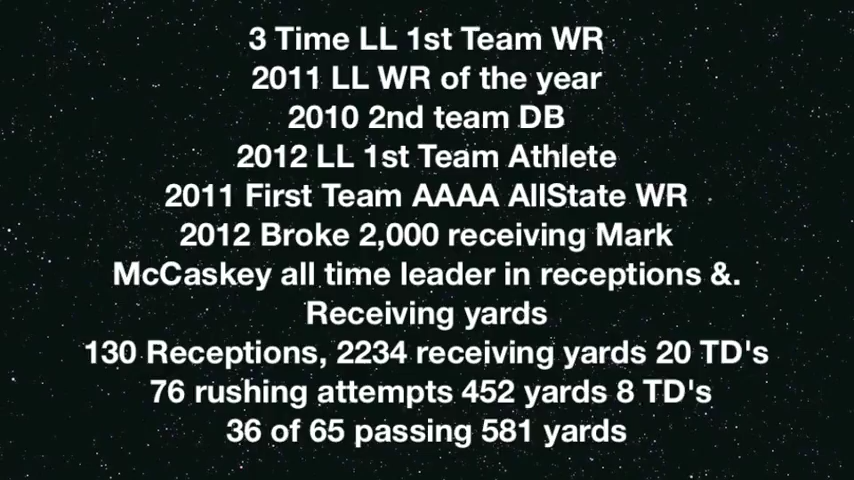 3 Time LL 1st Team WR
2011 LL WR of the year
2010 2nd team DB
2012 LL 1st Team Athlete
2011 First Team AAAA AllState WR
2012 Broke 2,000 receiving Mark
McCaskey all time leader in receptions &.
Receiving yards
130 Receptions, 2234 receiving yards 20 TD's
76 rushing attempts 452 yards 8 TD's
36 of 65 passing 581 yards